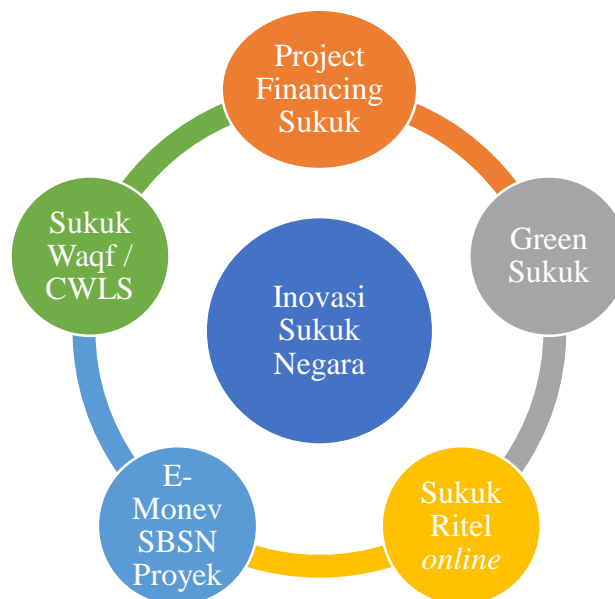 Project
Financing
Sukuk
Green
Sukuk
Sukuk
Ritel
online
E-
Monev
SBSN
Proyek
Sukuk
Waqf /
CWLS
Inovasi
Sukuk
Negara